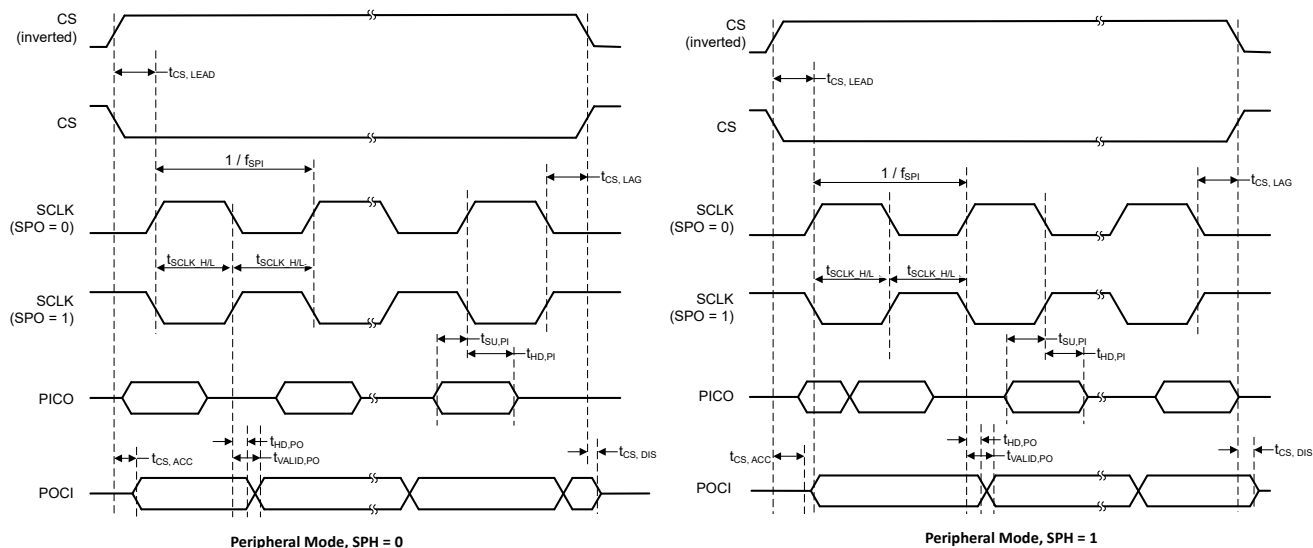 CS
(inverted)
tCS, LEAD
CS
1 / fSPI
tCS, LAG
SCLK
(SPO = 0)
tSCLK_H/L
tSCLK_H/L
SCLK
(SPO = 1)
tSU,PI
tHD,PI
PICO
tHD,PO
tVALID,PO
tCS, ACC
tCS, DIS
POCI
Peripheral Mode, SPH = 0
CS
(inverted)
tCS, LEAD
CS
1 / fSPI
tCS, LAG
SCLK
(SPO = 0)
tSCLK_H/L
tSCLK_H/L
SCLK
(SPO = 1)
tSU,PI
tHD,PI
PICO
tHD,PO
tCS, ACC
tVALID,PO
tCS, DIS
POCI
Peripheral Mode, SPH = 1